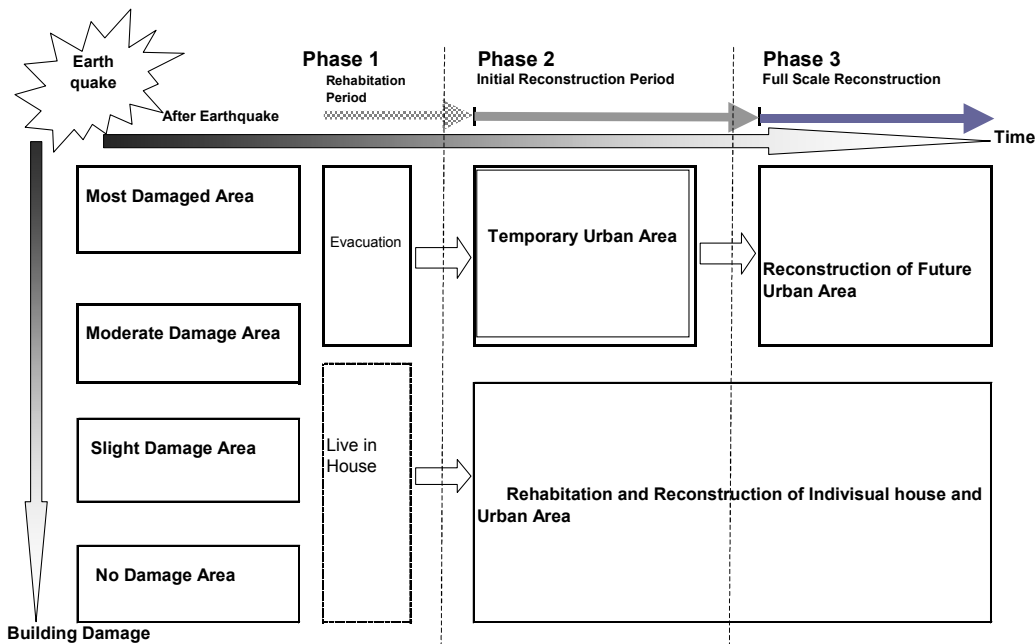 Earth
quake
Phase 1
Rehabitation
Period
Phase 2
Initial Reconstruction Period
Phase 3
Full Scale Reconstruction
After Earthquake
Time
Most Damaged Area
Evacuation
Temporary Urban Area
Reconstruction of Future
Urban Area
Moderate Damage Area
Slight Damage Area
Live in
House
Rehabitation and Reconstruction of Indivisual house and
Urban Area
No Damage Area
Building Damage